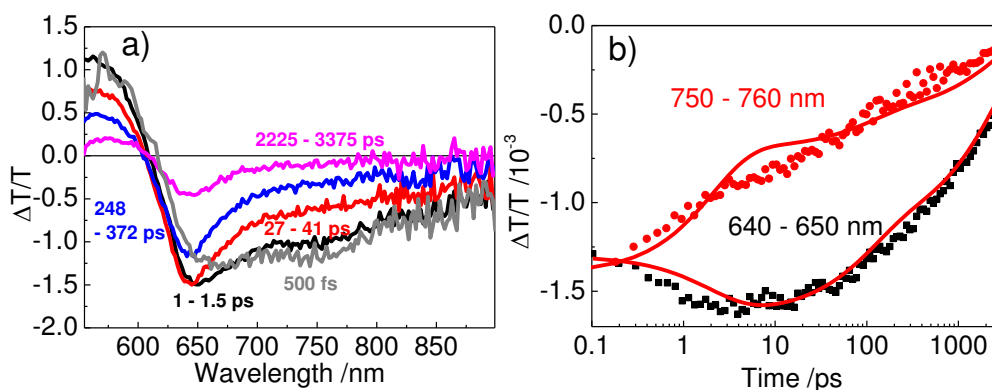 a)
1.5
1.0
0.5
0.0
-0.5
-1.0
-1.5
-2.0
ΔT/T
2225 - 3375 ps
248
- 372 ps
27 - 41 ps
500 fs
1 - 1.5 ps
600 650 700 750 800 850
Wavelength /nm
b)
0.0
-0.5
-1.0
-1.5
ΔT/T /10⁻³
750 - 760 nm
640 - 650 nm
0.1 1 10 100 1000
Time /ps